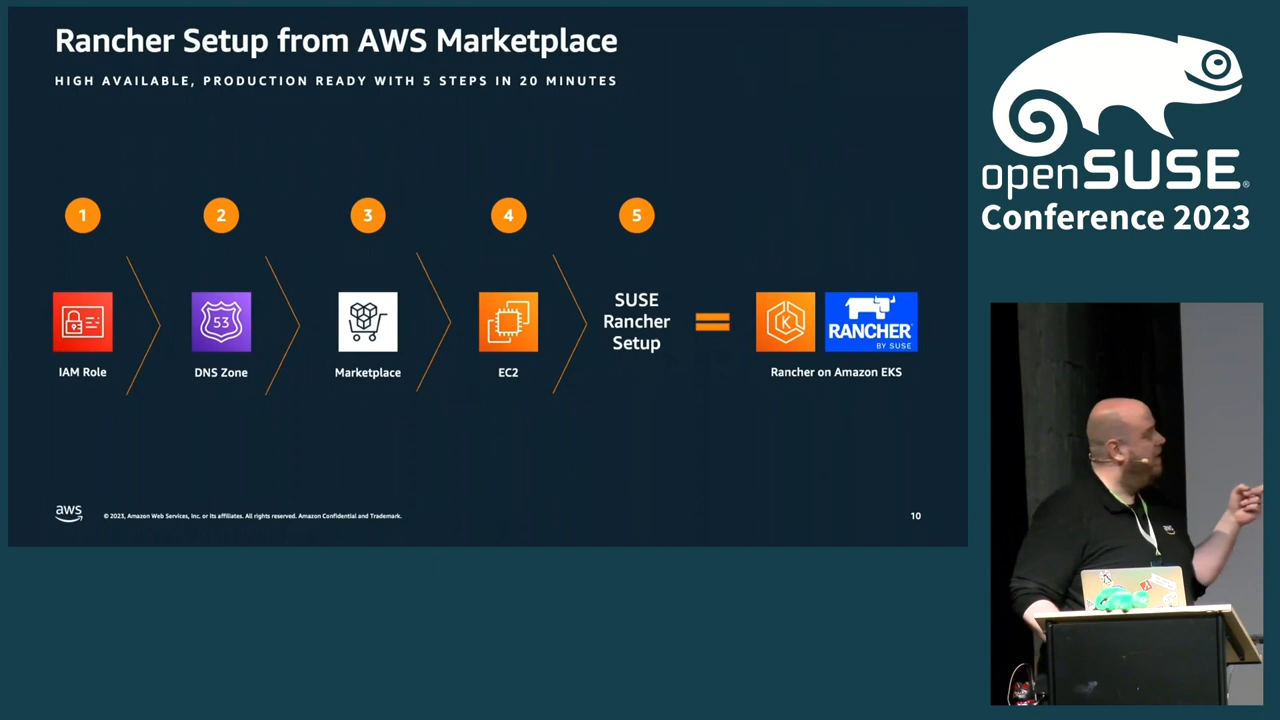 Rancher Setup from AWS Marketplace
HIGH AVAILABLE, PRODUCTION READY WITH 5 STEPS IN 20 MINUTES
1
2
3
4
5
53
SUSE
Rancher
Setup
K
RANCHER
BY SUSE
IAM Role
DNS Zone
Marketplace
EC2
Rancher on Amazon EKS
aws
© 2023, Amazon Web Services, Inc. or its affiliates. All rights reserved. Amazon Confidential and Trademark.
10
openSUSE®
Conference 2023
aws